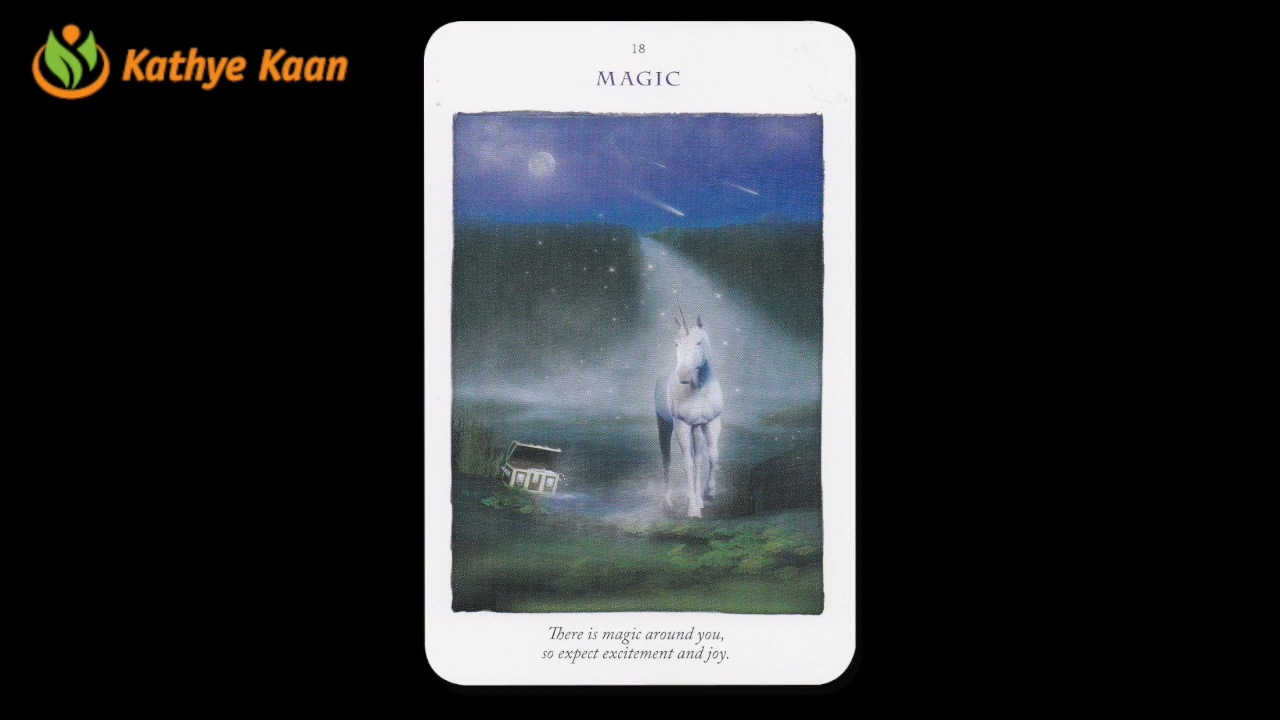 Kathye Kaan
18
MAGIC
There is magic around you,
so expect excitement and joy.